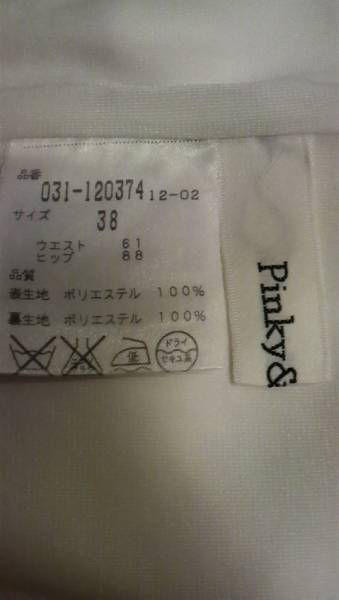 品番
031-120374 12-02
サイズ
38
ウエスト 61
ヒップ 88
品質
表生地 ポリエステル 100%
裏生地 ポリエステル 100%
低
ドライ
セキユ系
Pinky&